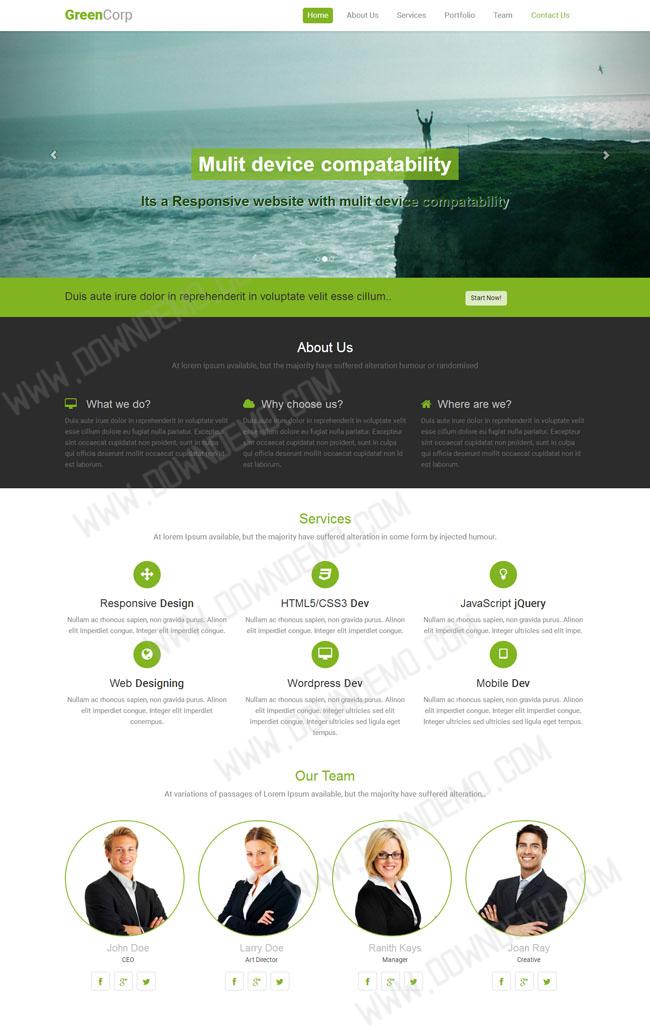 GreenCorp
Home About Us Services Portfolio Team Contact Us
Mulit device compatability
Its a Responsive website with mulit device compatability
Duis aute irure dolor in reprehenderit in voluptate velit esse cillum..
Start Now!
About Us
At lorem Ipsum available, but the majority have suffered alteration humour or randomised
What we do?
Duis aute irure dolor in reprehenderit in voluptate velit
esse cillum dolore eu fugiat nulla pariatur. Excepteur
sint occaecat cupidatat non proident, sunt in culpa
qui officia deserunt mollit occaecat cupidatat non id
est laborum.
Why choose us?
Duis aute irure dolor in reprehenderit in voluptate velit
esse cillum dolore eu fugiat nulla pariatur. Excepteur
sint occaecat cupidatat non proident, sunt in culpa
qui officia deserunt mollit occaecat cupidatat non id
est laborum.
Where are we?
Duis aute irure dolor in reprehenderit in voluptate velit
esse cillum dolore eu fugiat nulla pariatur. Excepteur
sint occaecat cupidatat non proident, sunt in culpa
qui officia deserunt mollit occaecat cupidatat non id
est laborum.
Services
At lorem Ipsum available, but the majority have suffered alteration in some form by injected humour.
Responsive Design
Nullam ac rhoncus sapien, non gravida purus. Alinon
elit imperdiet congue. Integer elit imperdiet congue.
HTML5/CSS3 Dev
Nullam ac rhoncus sapien, non gravida purus. Alinon
elit imperdiet congue. Integer elit imperdiet congue.
JavaScript jQuery
Nullam ac rhoncus sapien, non gravida purus. Alinon
elit imperdiet congue. Integer ultricies sed elit impe.
Web Designing
Nullam ac rhoncus sapien, non gravida purus. Alinon
elit imperdiet congue. Integer elit imperdiet
conempus.
Wordpress Dev
Nullam ac rhoncus sapien, non gravida purus. Alinon
elit imperdiet congue. Integer ultricies sed elit imperdiet
congue. Integer ultricies sed ligula eget
tempus.
Mobile Dev
Nullam ac rhoncus sapien, non gravida purus. Alinon
elit imperdiet congue. Integer ultricies sed elit imperdiet
congue. Integer ultricies sed ligula eget tempus.
Our Team
At variations of passages of Lorem Ipsum available, but the majority have suffered alteration..
John Doe
CEO
Larry Doe
Art Director
Ranith Kays
Manager
Joan Ray
Creative
WWW.DOWNDEMO.COM
WWW.DOWNDEMO.COM
WWW.DOWNDEMO.COM
WWW.DOWNDEMO.COM
WWW.DOWNDEMO.COM
WWW.DOWNDEMO.COM